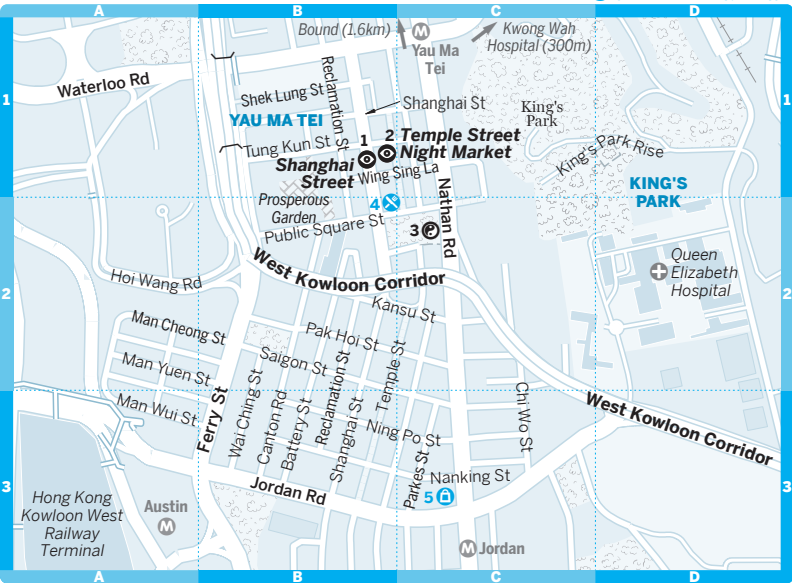 A
B
C
D
Bound (1.6km)
Yau Ma
Tei
Kwong Wah
Hospital (300m)
M
1
1
Waterloo Rd
Reclamation St
Shek Lung St
Shanghai St
YAU MA TEI
King's
Park
Tung Kun St
1
2
Temple Street
Night Market
Shanghai
Street
Wing Sing La
King's Park Rise
KING'S
PARK
Nathan Rd
Prosperous
Garden
4
Public Square St
3
West Kowloon Corridor
Queen
Elizabeth
Hospital
Hoi Wang Rd
2
2
Kansu St
Man Cheong St
Pak Hoi St
Saigon St
Man Yuen St
Reclamation St
Temple St
Man Wui St
Ferry St
Wai Ching St
Canton Rd
Battery St
Shanghai St
Ning Po St
Chi Wo St
West Kowloon Corridor
Parkes St
Nanking St
5
3
3
Jordan Rd
Hong Kong
Kowloon West
Railway
Terminal
Austin
M
M Jordan
A
B
C
D